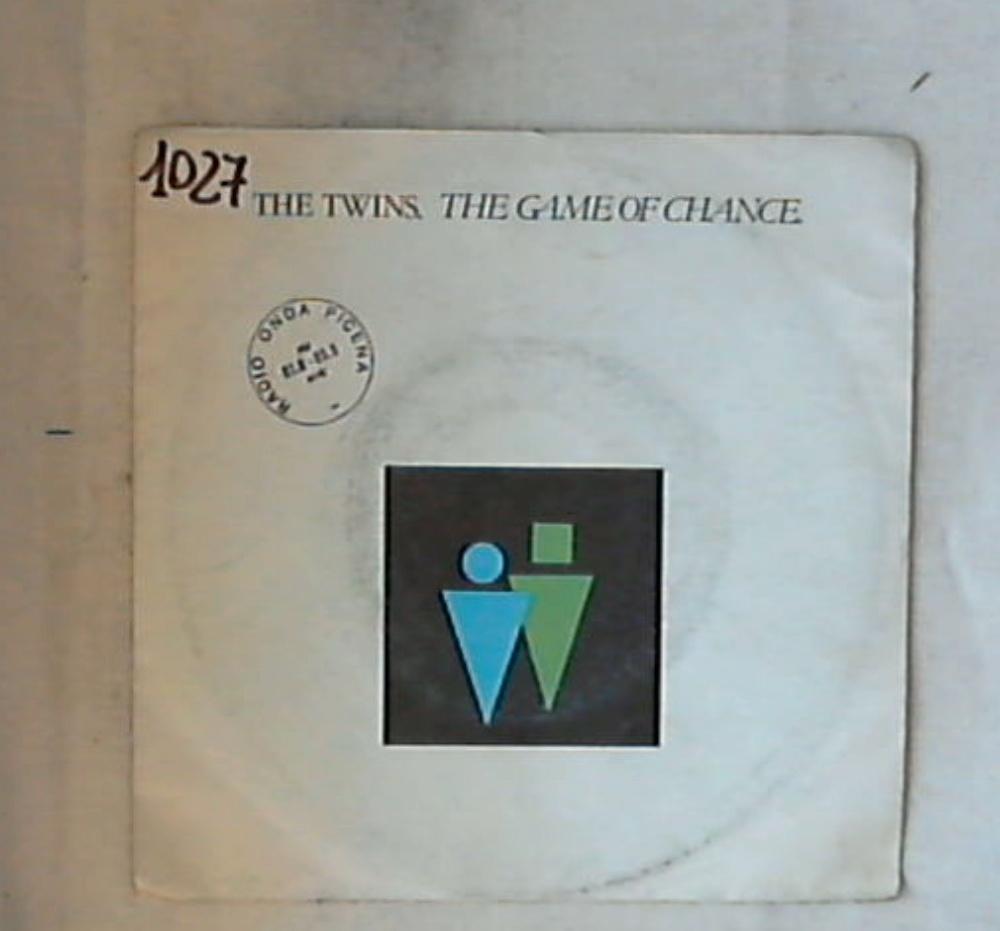 1027
THE TWINS. THE GAME OF CHANCE.
RADIO ONDA PICENA